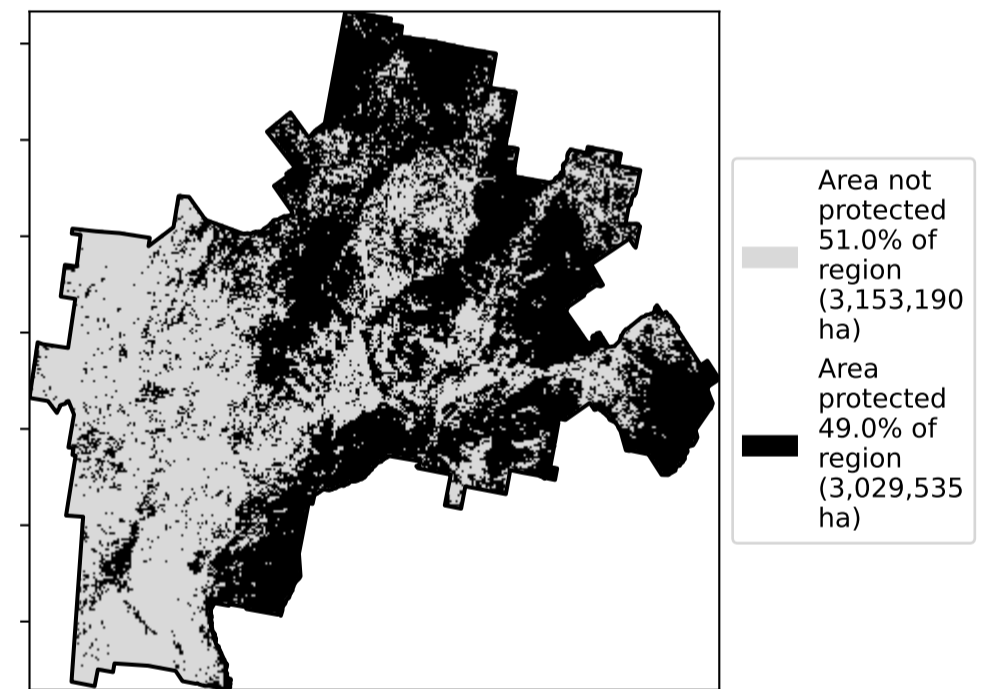 Area not
protected
51.0% of
region
(3,153,190
ha)
Area
protected
49.0% of
region
(3,029,535
ha)